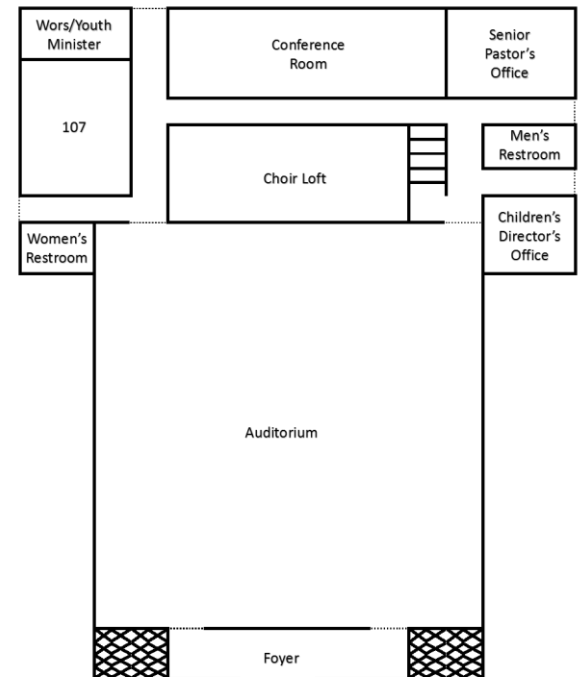 Wors/Youth
Minister
Conference
Room
Senior
Pastor's
Office
107
Men's
Restroom
Choir Loft
Women's
Restroom
Children's
Director's
Office
Auditorium
Foyer